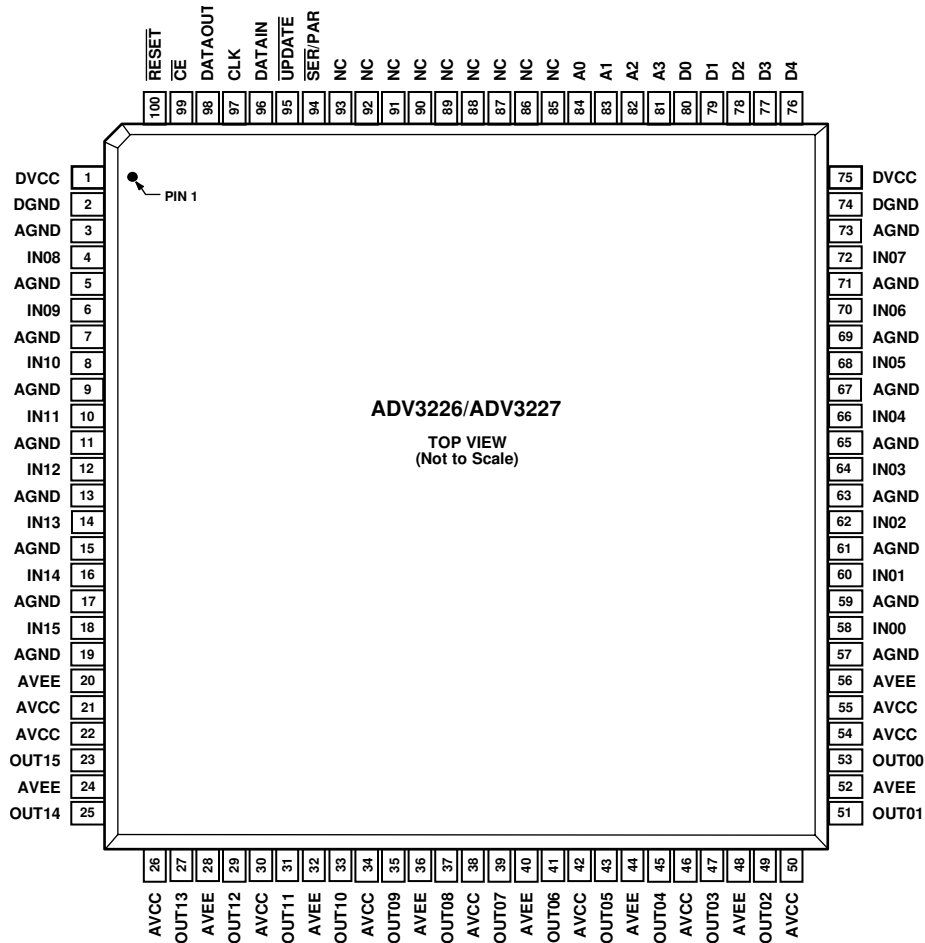 RESET
CE
DATAOUT
CLK
DATAIN
UPDATE
SER/PAR
NC
NC
NC
NC
NC
NC
NC
NC
NC
A0
A1
A2
A3
D0
D1
D2
D3
D4
100 99 98 97 96 95 94 93 92 91 90 89 88 87 86 85 84 83 82 81 80 79 78 77 76
PIN 1
DVCC 1
DGND 2
AGND 3
IN08 4
AGND 5
IN09 6
AGND 7
IN10 8
AGND 9
IN11 10
AGND 11
IN12 12
AGND 13
IN13 14
AGND 15
IN14 16
AGND 17
IN15 18
AGND 19
AVEE 20
AVCC 21
AVCC 22
OUT15 23
AVEE 24
OUT14 25
ADV3226/ADV3227
TOP VIEW
(Not to Scale)
75 DVCC
74 DGND
73 AGND
72 IN07
71 AGND
70 IN06
69 AGND
68 IN05
67 AGND
66 IN04
65 AGND
64 IN03
63 AGND
62 IN02
61 AGND
60 IN01
59 AGND
58 IN00
57 AGND
56 AVEE
55 AVCC
54 AVCC
53 OUT00
52 AVEE
51 OUT01
26 27 28 29 30 31 32 33 34 35 36 37 38 39 40 41 42 43 44 45 46 47 48 49 50
AVCC
OUT13
AVEE
OUT12
AVCC
OUT11
AVEE
OUT10
AVCC
OUT09
AVEE
OUT08
AVCC
OUT07
AVEE
OUT06
AVCC
OUT05
AVEE
OUT04
AVCC
OUT03
AVEE
OUT02
AVCC